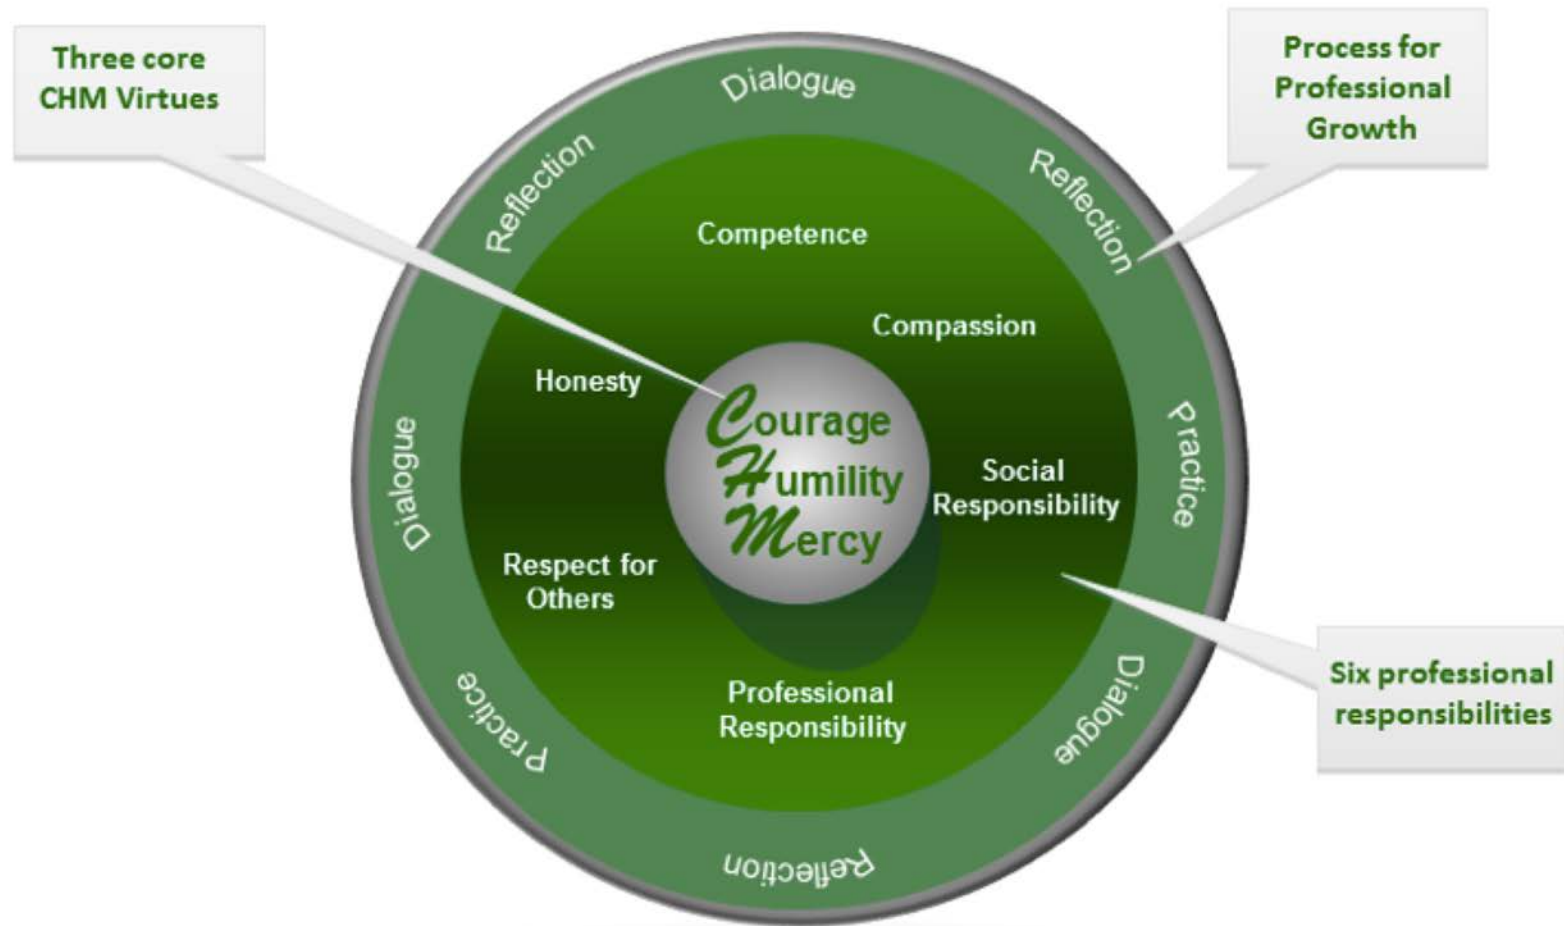 Three core
CHM Virtues
Process for
Professional
Growth
Dialogue
Reflection
Practice
Dialogue
Reflection
Practice
Dialogue
Reflection
Competence
Compassion
Social
Responsibility
Professional
Responsibility
Respect for
Others
Honesty
Courage
Humility
Mercy
Six professional
responsibilities